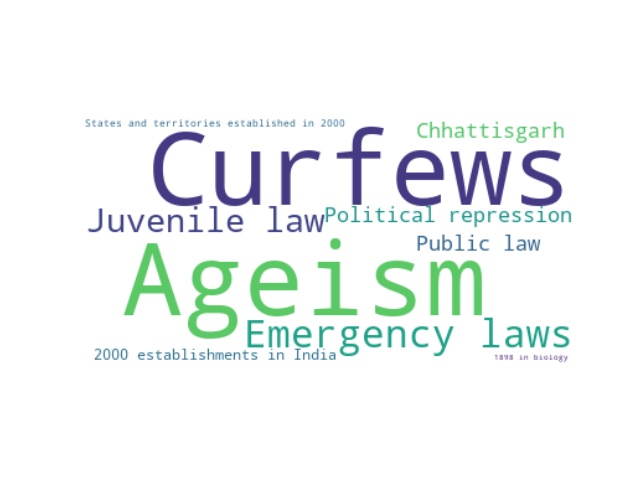 States and territories established in 2000
Chhattisgarh
Curfews
Juvenile law
Political repression
Public law
Ageism
Emergency laws
2000 establishments in India
1898 in biology